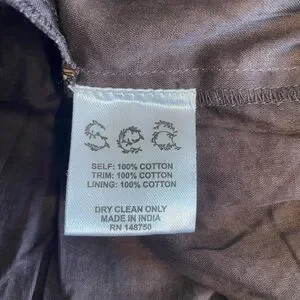 Sea
SELF: 100% COTTON
TRIM: 100% COTTON
LINING: 100% COTTON
DRY CLEAN ONLY
MADE IN INDIA
RN 148750